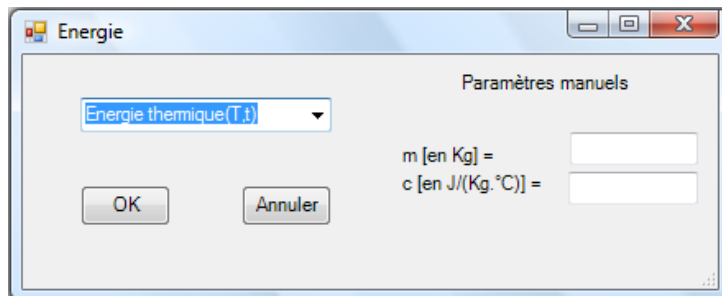 Energie
Paramètres manuels
Energie thermique(T,t)
m [en Kg] =
c [en J/(Kg.°C)] =
OK
Annuler